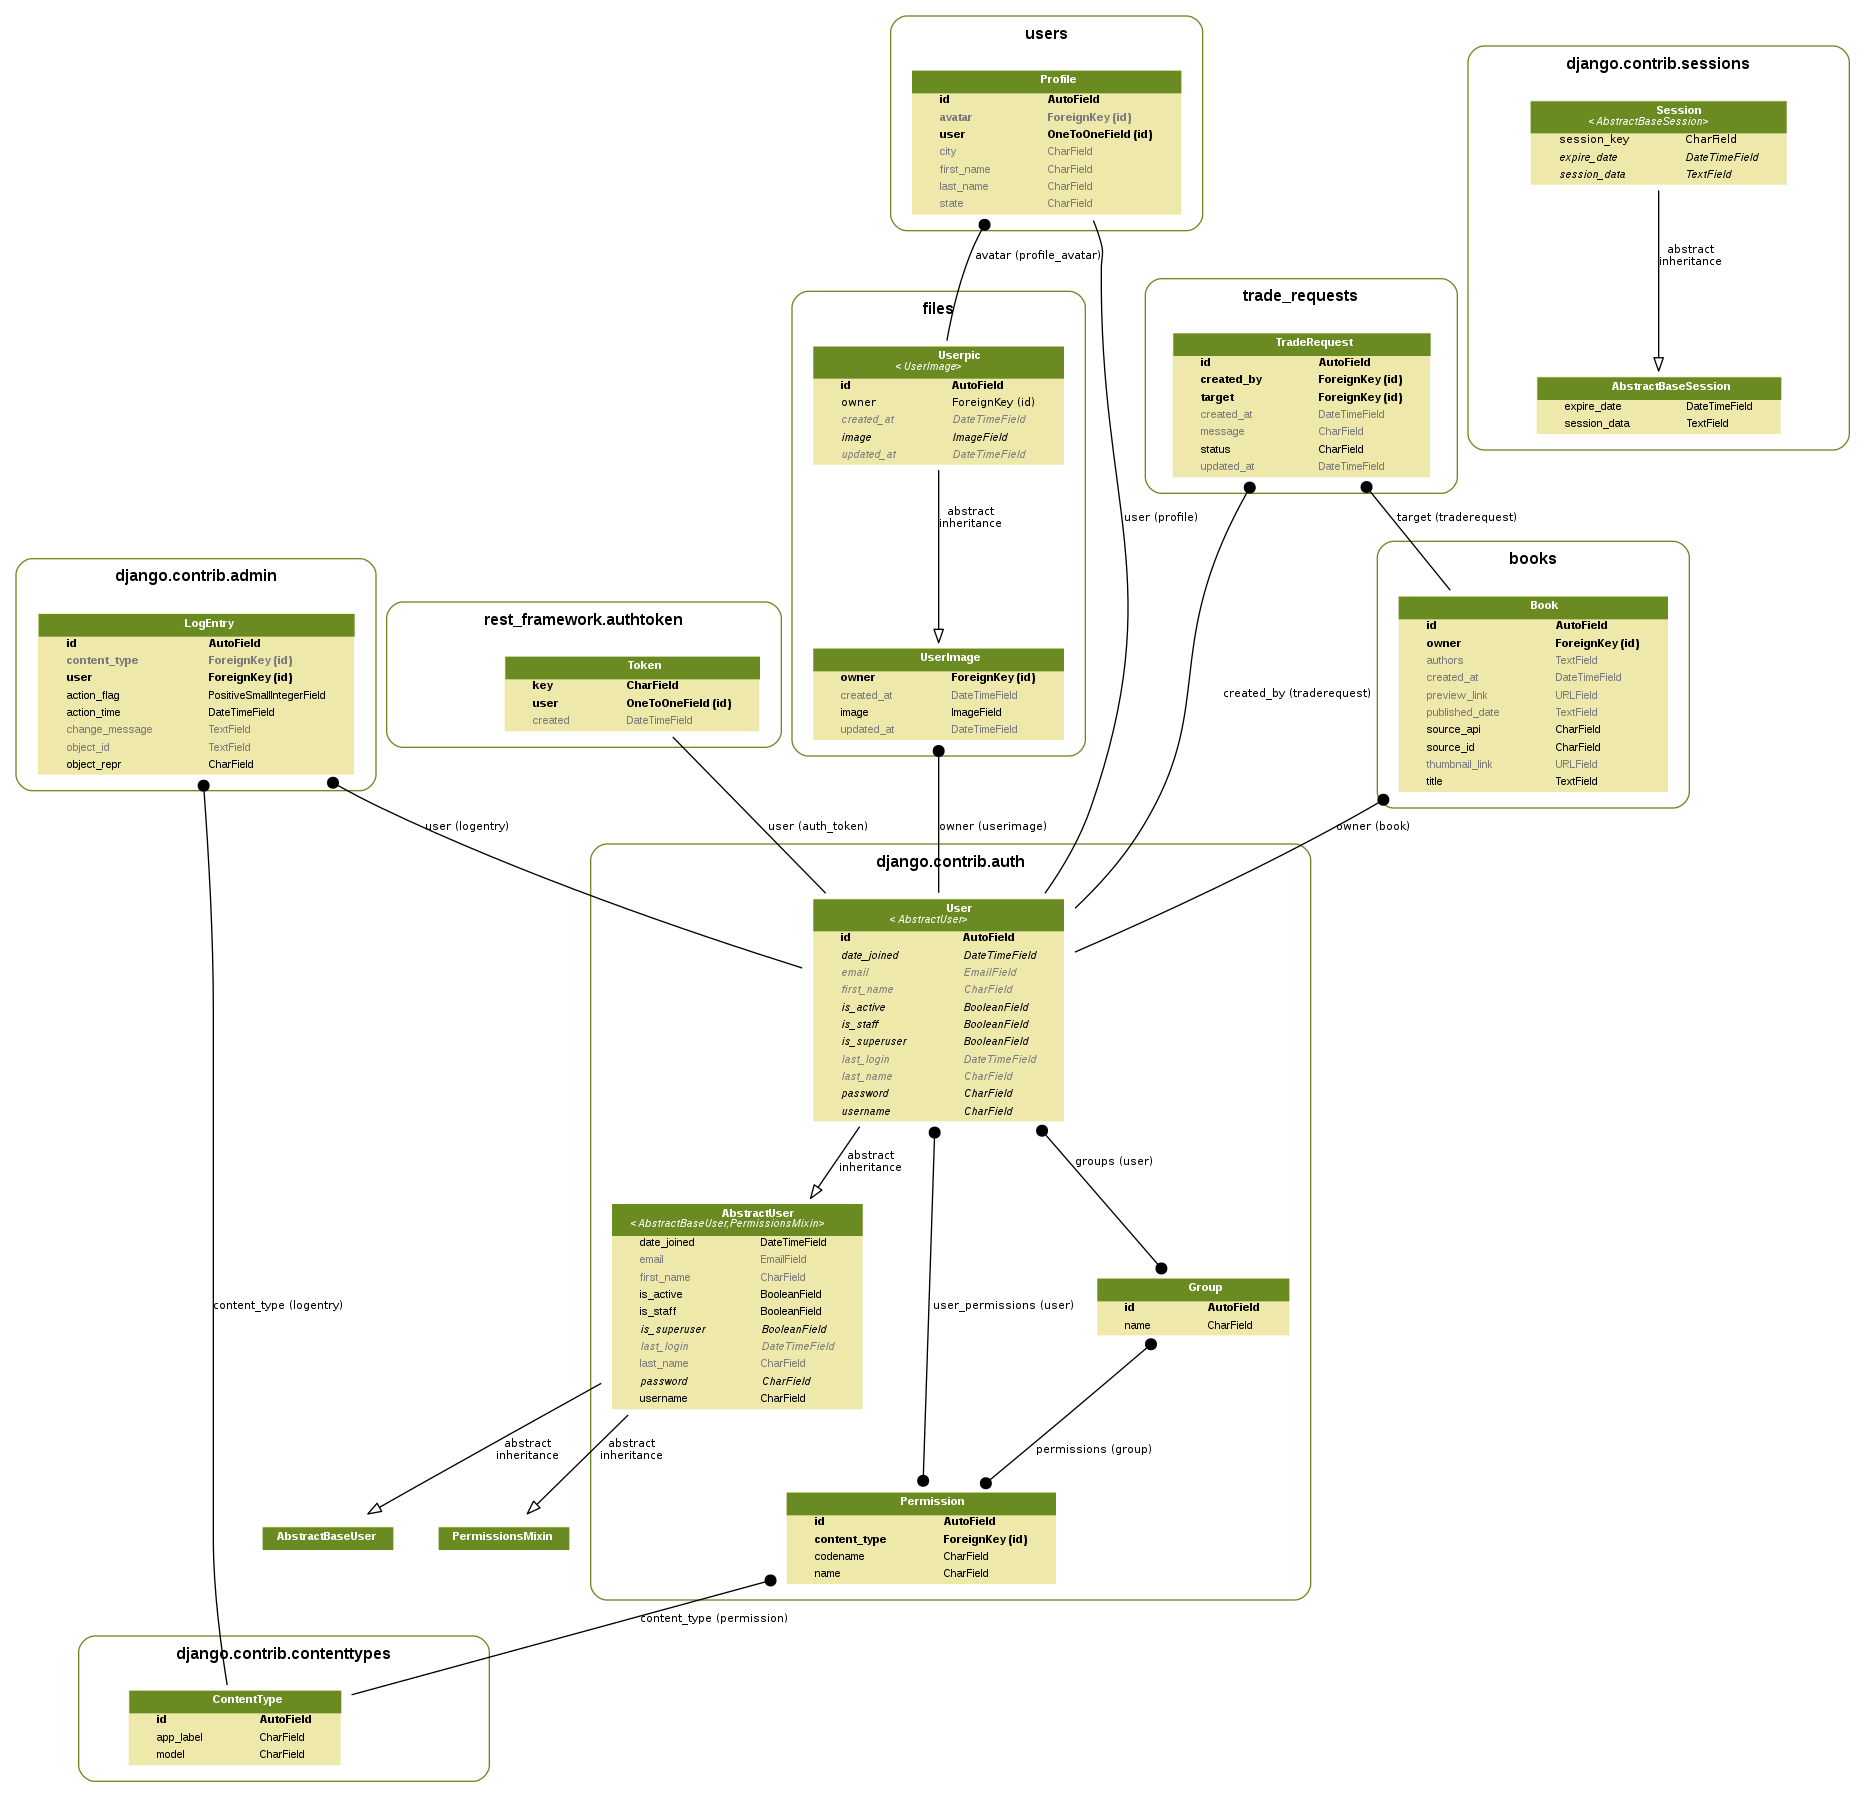 users
Profile
id AutoField
avatar ForeignKey (id)
user OneToOneField (id)
city CharField
first_name CharField
last_name CharField
state CharField
django.contrib.sessions
Session
<AbstractBaseSession>
session_key CharField
expire_date DateTimeField
session_data TextField
abstract
inheritance
AbstractBaseSession
expire_date DateTimeField
session_data TextField
avatar (profile_avatar)
files
Userpic
<UserImage>
id AutoField
owner ForeignKey (id)
created_at DateTimeField
image ImageField
updated_at DateTimeField
abstract
inheritance
UserImage
owner ForeignKey (id)
created_at DateTimeField
image ImageField
updated_at DateTimeField
trade_requests
TradeRequest
id AutoField
created_by ForeignKey (id)
target ForeignKey (id)
created_at DateTimeField
message CharField
status CharField
updated_at DateTimeField
user (profile)
target (traderequest)
books
Book
id AutoField
owner ForeignKey (id)
authors TextField
created_at DateTimeField
preview_link URLField
published_date TextField
source_api CharField
source_id CharField
thumbnail_link URLField
title TextField
created_by (traderequest)
django.contrib.admin
LogEntry
id AutoField
content_type ForeignKey (id)
user ForeignKey (id)
action_flag PositiveSmallIntegerField
action_time DateTimeField
change_message TextField
object_id TextField
object_repr CharField
rest_framework.authtoken
Token
key CharField
user OneToOneField (id)
created DateTimeField
user (logentry)
user (auth_token)
owner (userimage)
owner (book)
django.contrib.auth
User
<AbstractUser>
id AutoField
date_joined DateTimeField
email EmailField
first_name CharField
is_active BooleanField
is_staff BooleanField
is_superuser BooleanField
last_login DateTimeField
last_name CharField
password CharField
username CharField
abstract
inheritance
groups (user)
AbstractUser
<AbstractBaseUser,PermissionsMixin>
date_joined DateTimeField
email EmailField
first_name CharField
is_active BooleanField
is_staff BooleanField
is_superuser BooleanField
last_login DateTimeField
last_name CharField
password CharField
username CharField
content_type (logentry)
user_permissions (user)
Group
id AutoField
name CharField
abstract
inheritance
abstract
inheritance
permissions (group)
AbstractBaseUser
PermissionsMixin
Permission
id AutoField
content_type ForeignKey (id)
codename CharField
name CharField
content_type (permission)
django.contrib.contenttypes
ContentType
id AutoField
app_label CharField
model CharField